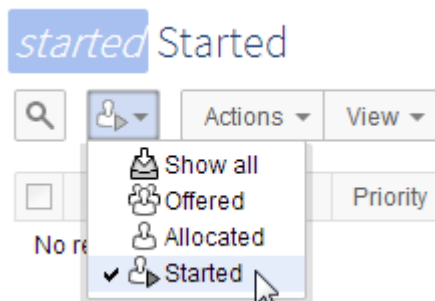 started Started
Actions View
Show all
Offered
Priority
Allocated
No re
Started